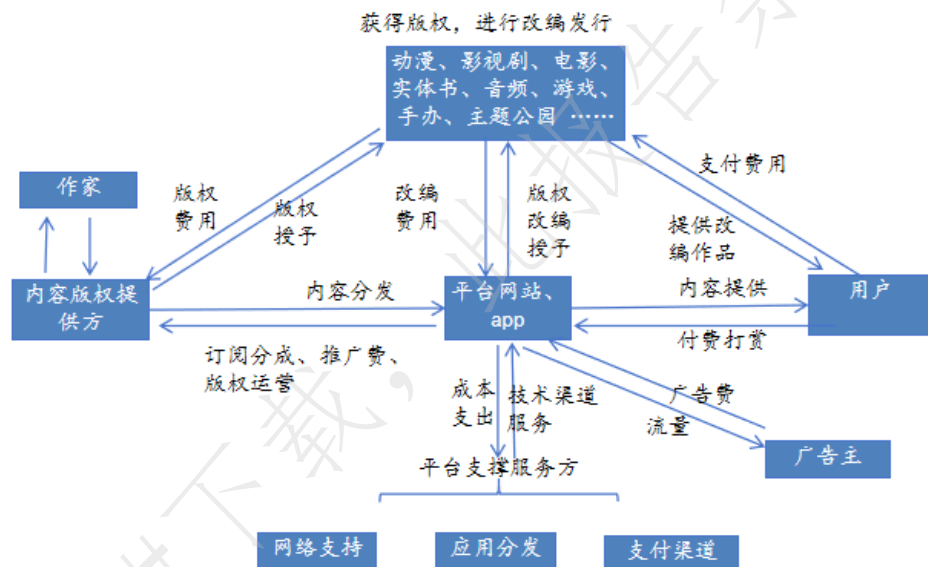 获得版权，进行改编发行
动漫、影视剧、电影、
实体书、音频、游戏、
手办、主题公园 ……
支付费用
作家
版权
费用
版权
授予
改编
费用
版权
改编
授予
提供改
编作品
内容版权提
供方
内容分发
平台网站、
app
内容提供
用户
付费打赏
订阅分成、推广费、
版权运营
成本
支出
技术渠道
服务
广告费
流量
广告主
平台支撑服务方
网络支持
应用分发
支付渠道
下载，此报告